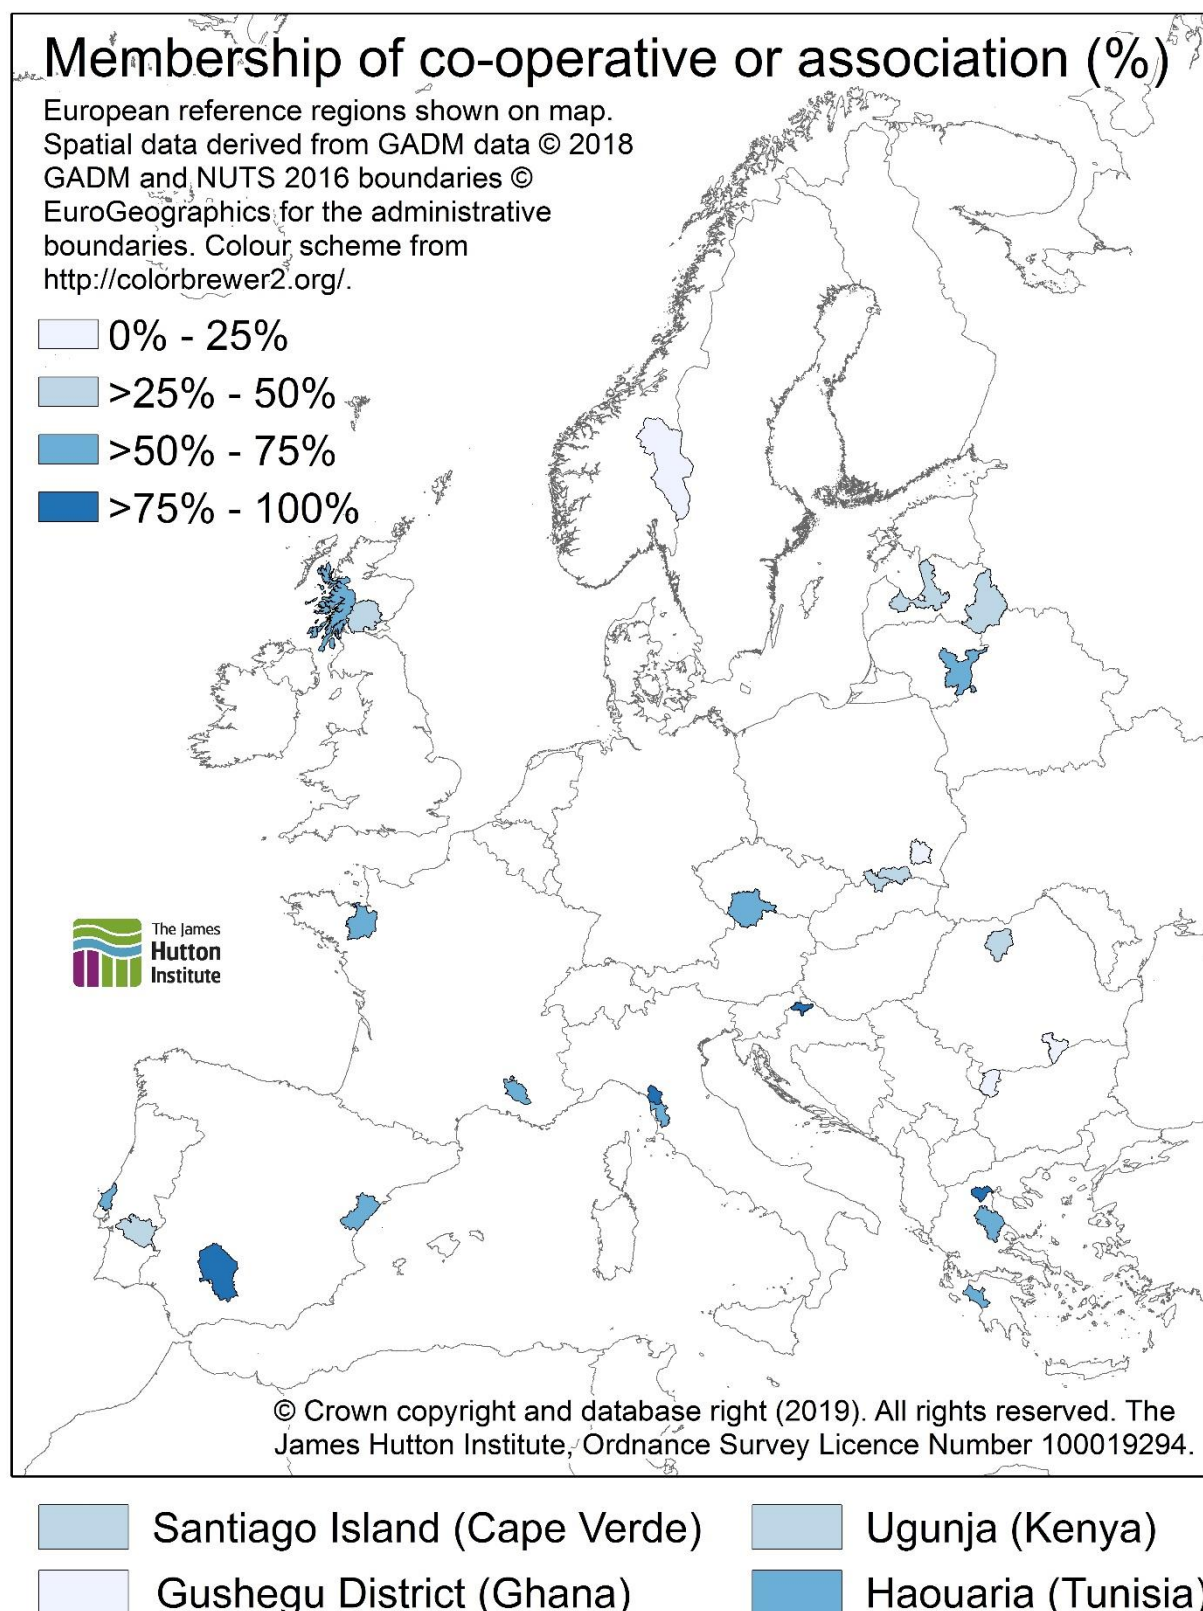 Membership of co-operative or association (%)
European reference regions shown on map.
Spatial data derived from GADM data © 2018
GADM and NUTS 2016 boundaries ©
EuroGeographics for the administrative
boundaries. Colour scheme from
http://colorbrewer2.org/.
0% - 25%
>25% - 50%
>50% - 75%
>75% - 100%
The James
Hutton
Institute
© Crown copyright and database right (2019). All rights reserved. The
James Hutton Institute, Ordnance Survey Licence Number 100019294.
Santiago Island (Cape Verde)
Ugunja (Kenya)
Gushegu District (Ghana)
Haouaria (Tunisia)